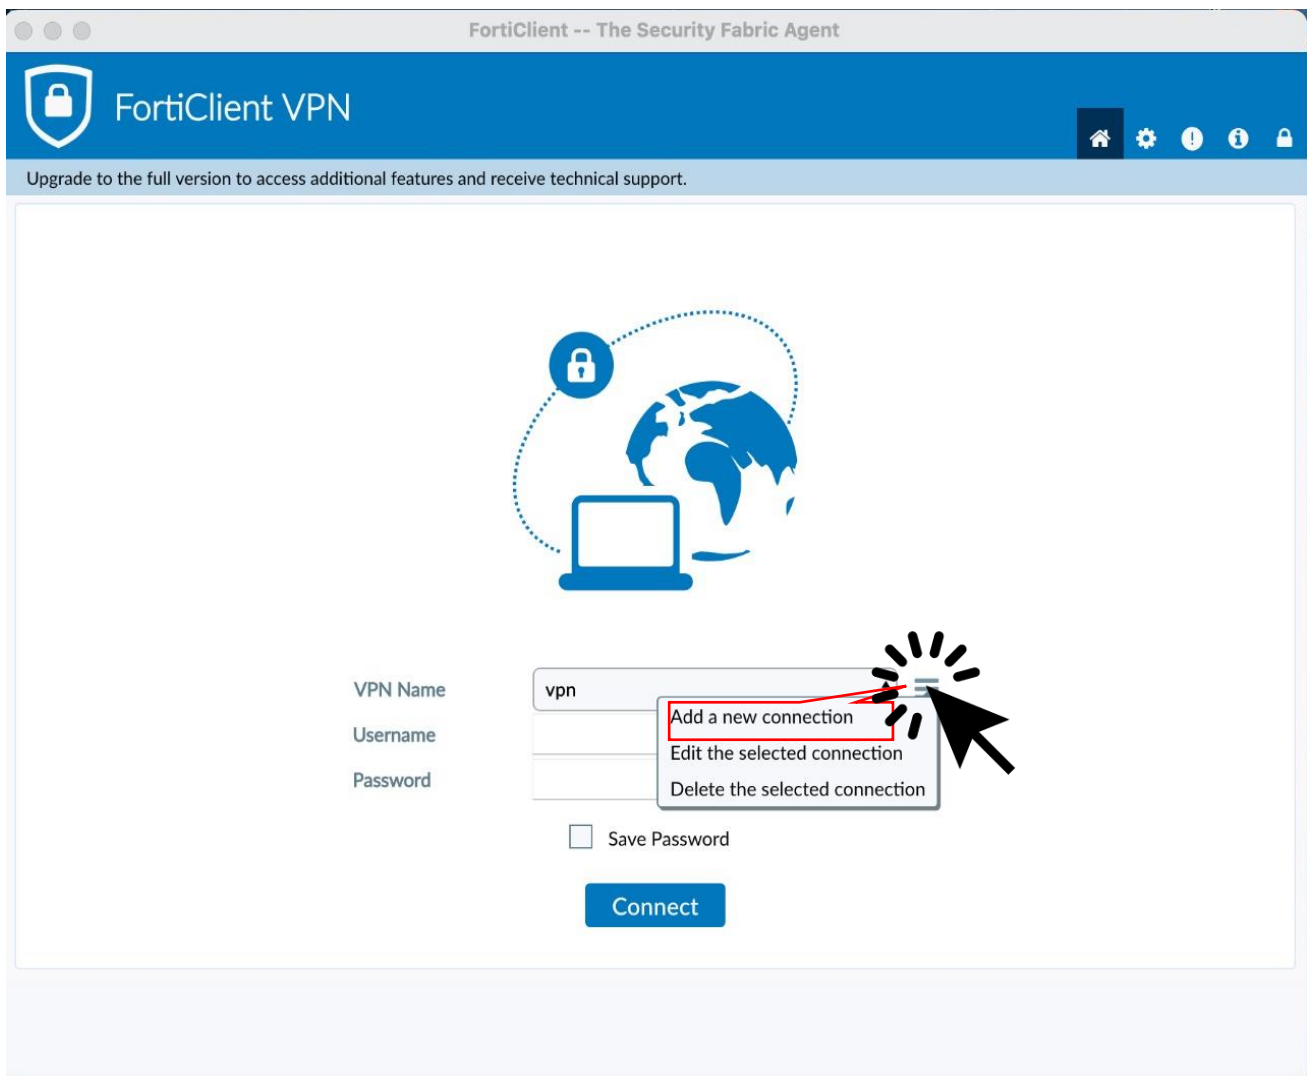 FortiClient -- The Security Fabric Agent
FortiClient VPN
Upgrade to the full version to access additional features and receive technical support.
VPN Name
vpn
Add a new connection
Username
Edit the selected connection
Password
Delete the selected connection
Save Password
Connect